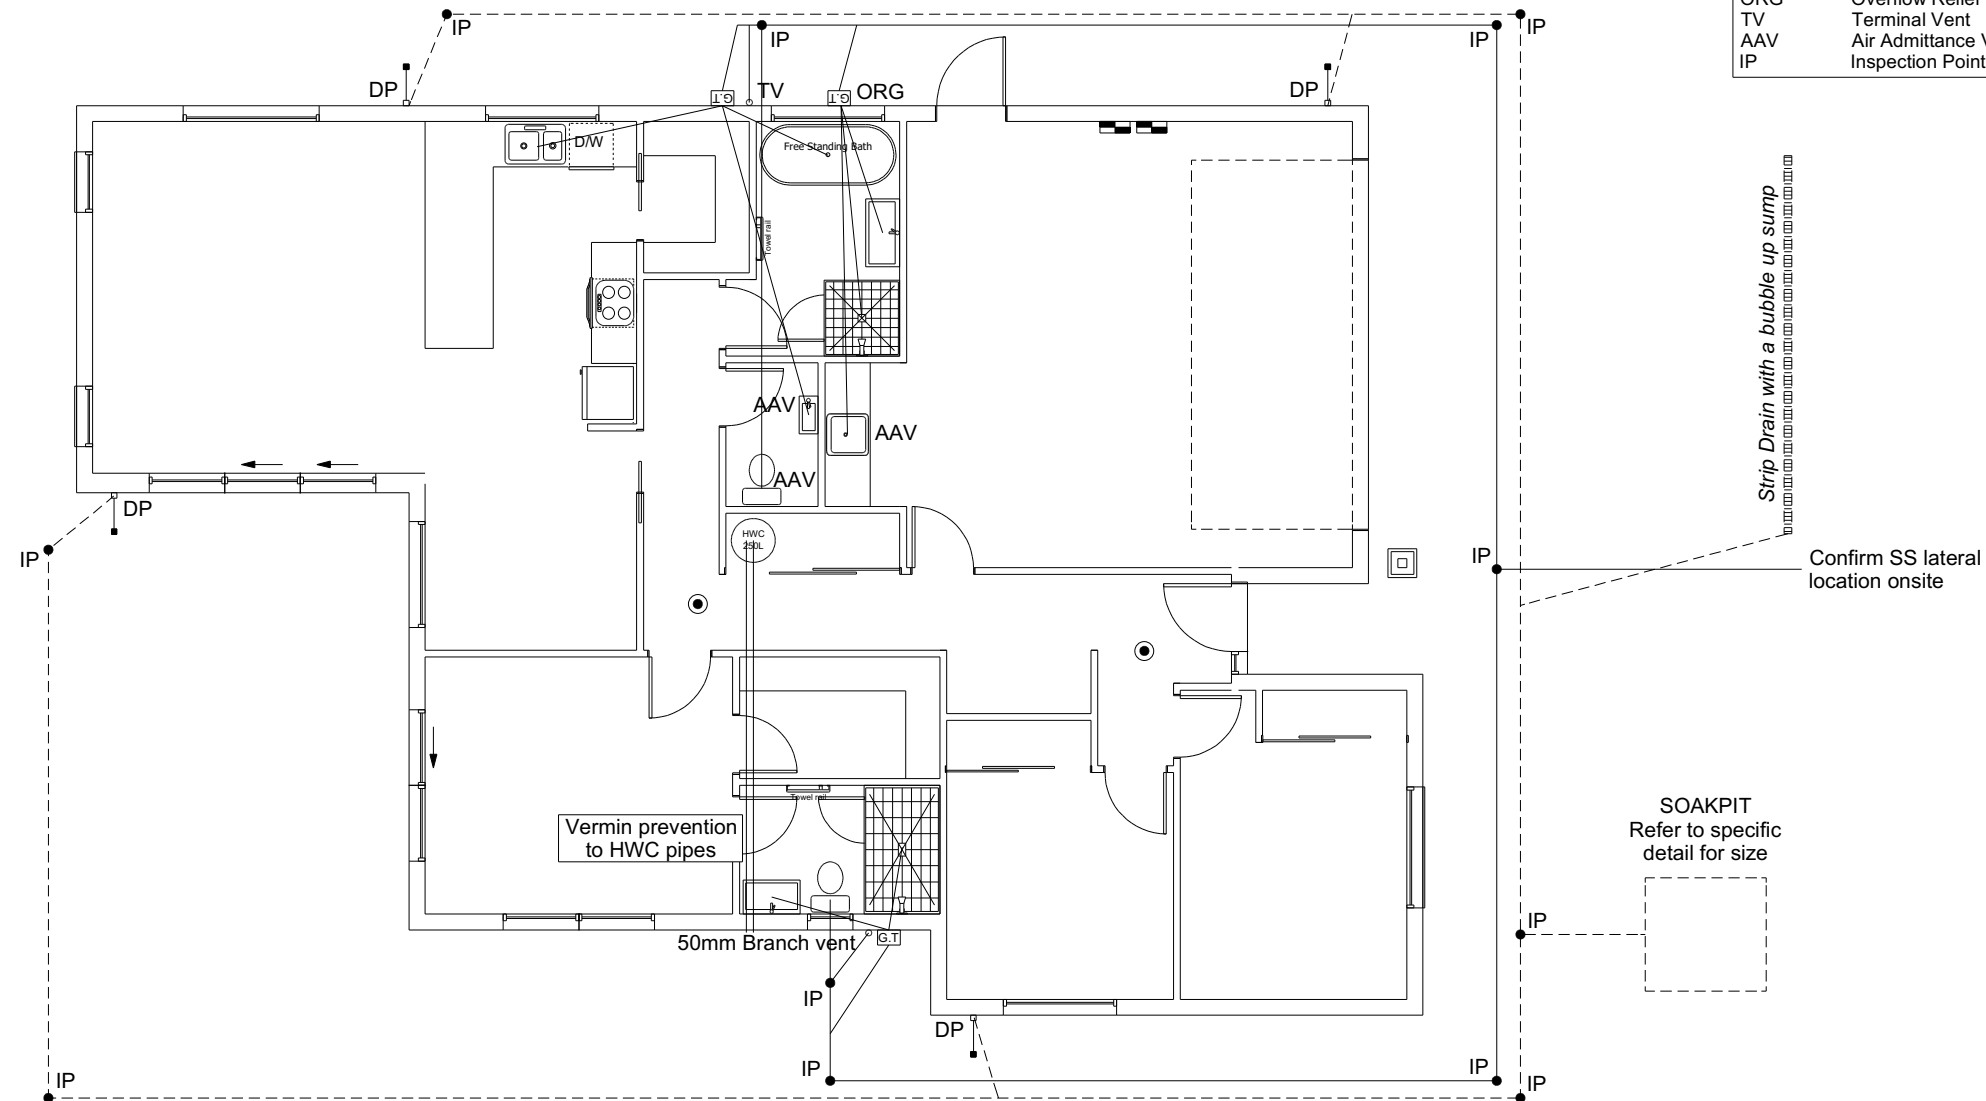 ORG Overflow Relief
TV Terminal Vent
AAV Air Admittance V
IP Inspection Point
IP
IP
IP
IP
DP
G.T
TV
G.T
ORG
DP
D/W
Free Standing Bath
Towel rail
Strip Drain with a bubble up sump
AAV
AAV
AAV
DP
HWC
250L
IP
IP
Confirm SS lateral
location onsite
Towel rail
Vermin prevention
to HWC pipes
SOAKPIT
Refer to specific
detail for size
IP
50mm Branch vent
G.T
IP
DP
IP
IP
IP
IP